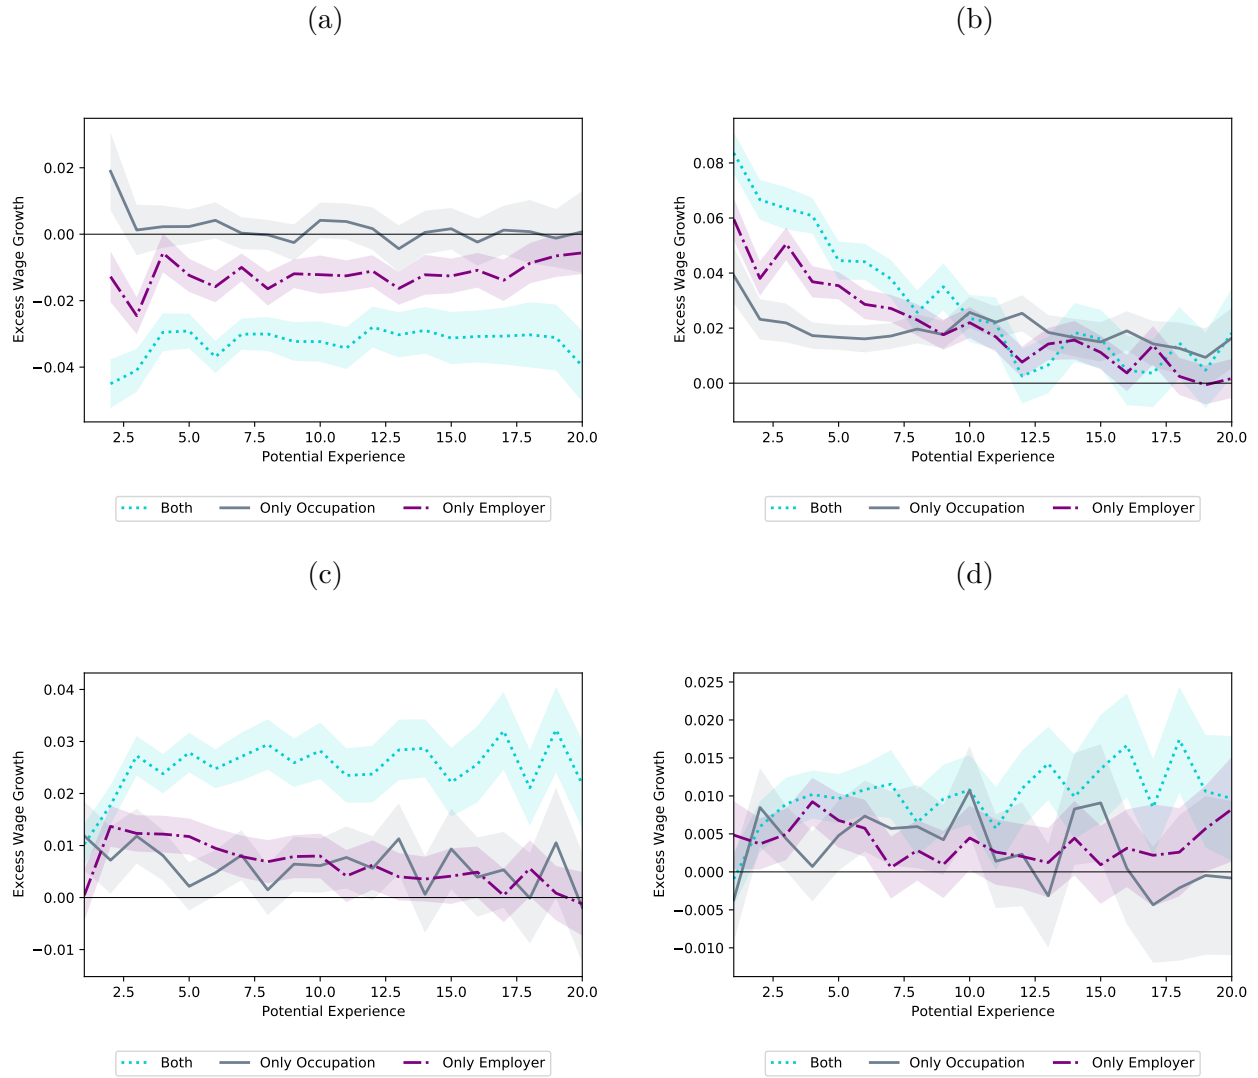 (a)
0.02
0.00
−0.02
−0.04
Excess Wage Growth
2.5 5.0 7.5 10.0 12.5 15.0 17.5 20.0
Potential Experience
Both Only Occupation Only Employer
(b)
0.08
0.06
0.04
0.02
0.00
Excess Wage Growth
2.5 5.0 7.5 10.0 12.5 15.0 17.5 20.0
Potential Experience
Both Only Occupation Only Employer
(c)
0.04
0.03
0.02
0.01
0.00
−0.01
Excess Wage Growth
2.5 5.0 7.5 10.0 12.5 15.0 17.5 20.0
Potential Experience
Both Only Occupation Only Employer
(d)
0.025
0.020
0.015
0.010
0.005
0.000
−0.005
−0.010
Excess Wage Growth
2.5 5.0 7.5 10.0 12.5 15.0 17.5 20.0
Potential Experience
Both Only Occupation Only Employer